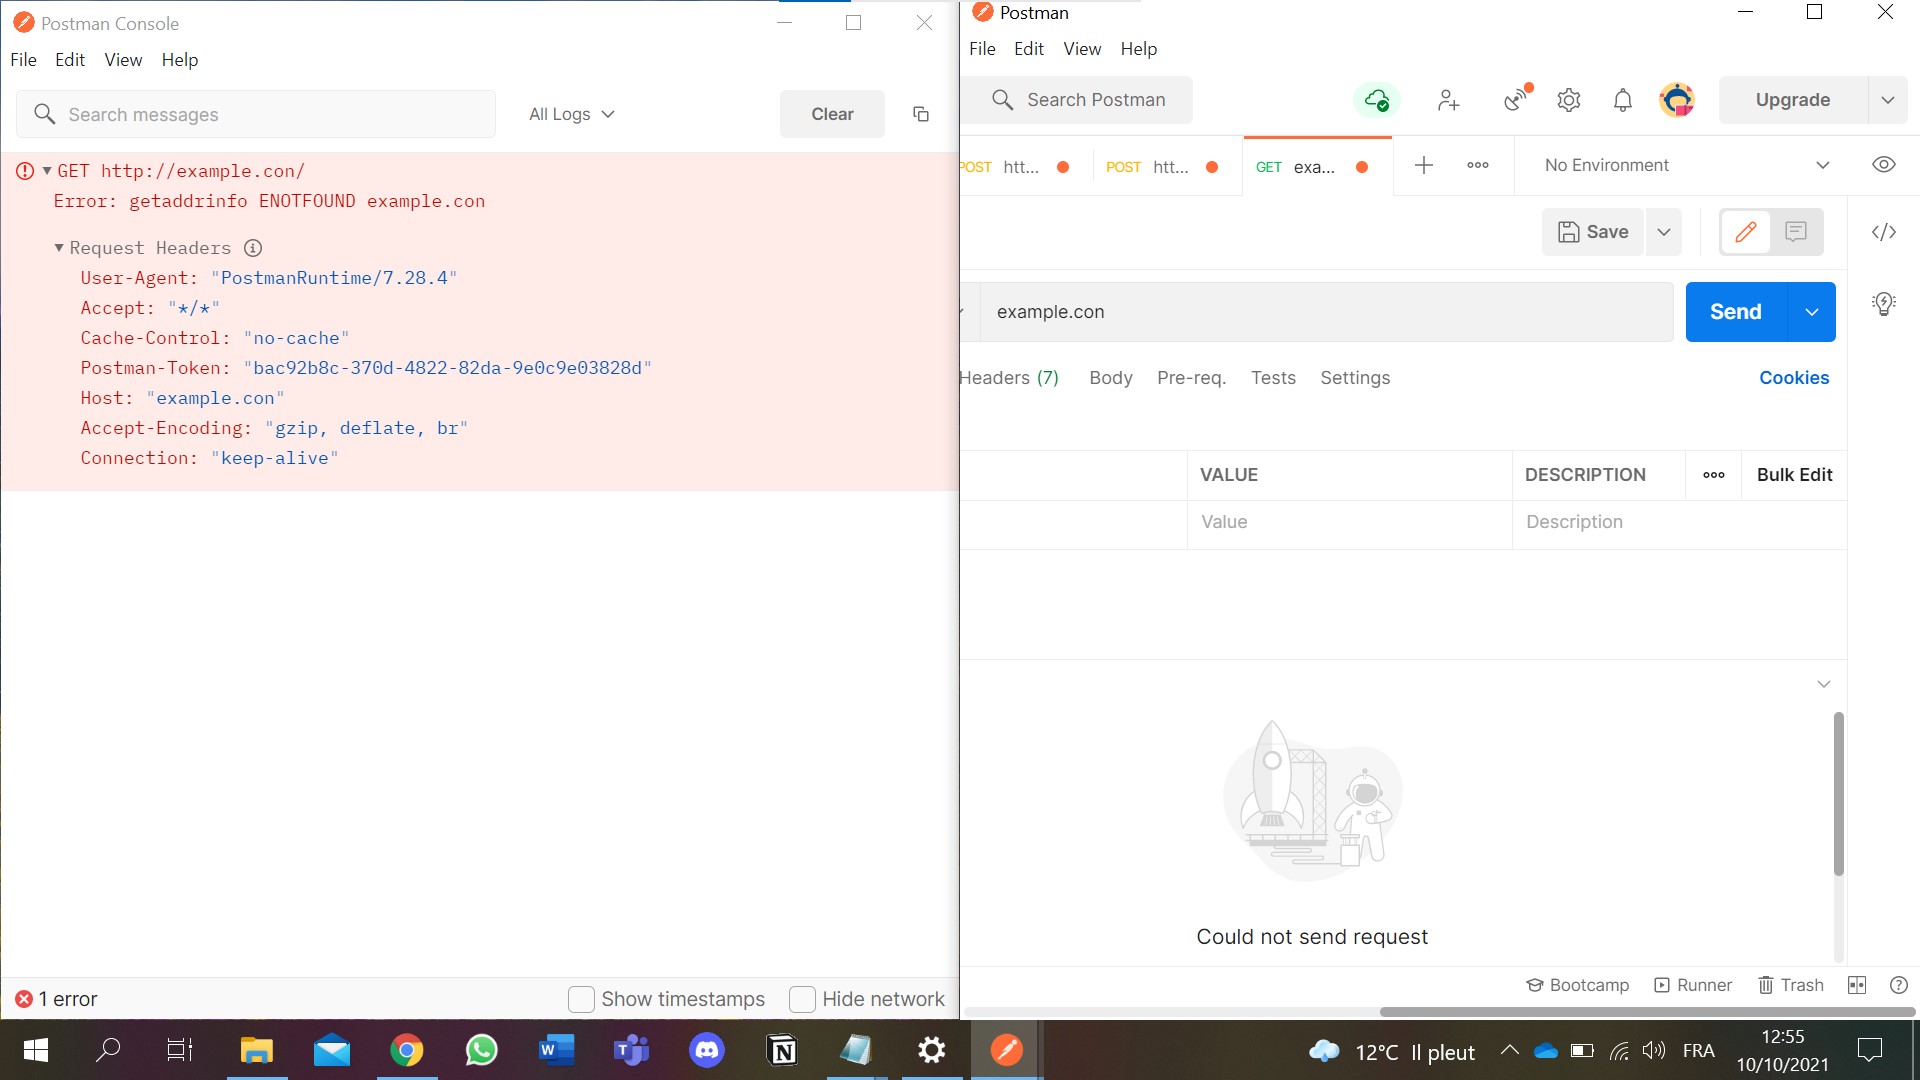 Postman Console
File Edit View Help
Search messages
All Logs
Clear
GET http://example.con/
Error: getaddrinfo ENOTFOUND example.con
Request Headers
User-Agent: "PostmanRuntime/7.28.4"
Accept: "*/*"
Cache-Control: "no-cache"
Postman-Token: "bac92b8c-370d-4822-82da-9e0c9e03828d"
Host: "example.con"
Accept-Encoding: "gzip, deflate, br"
Connection: "keep-alive"
1 error
Show timestamps
Hide network
Postman
File Edit View Help
Search Postman
Upgrade
POST htt... POST htt... GET exa... No Environment
Save
example.con
Send
Headers (7) Body Pre-req. Tests Settings Cookies
VALUE DESCRIPTION Bulk Edit
Value Description
Could not send request
Bootcamp Runner Trash
12°C Il pleut FRA
12:55
10/10/2021